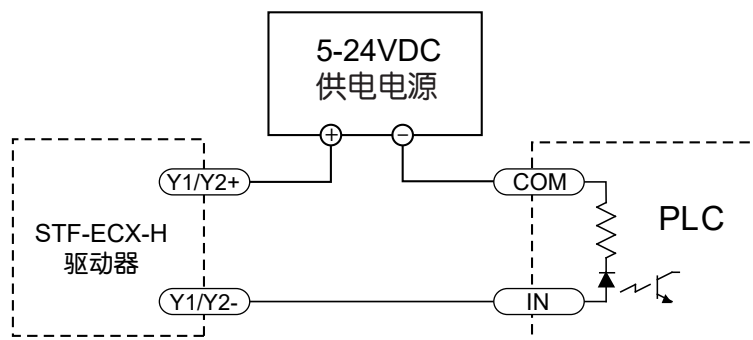 5-24VDC
供电电源
Y1/Y2+
COM
STF-ECX-H
驱动器
PLC
Y1/Y2-
IN